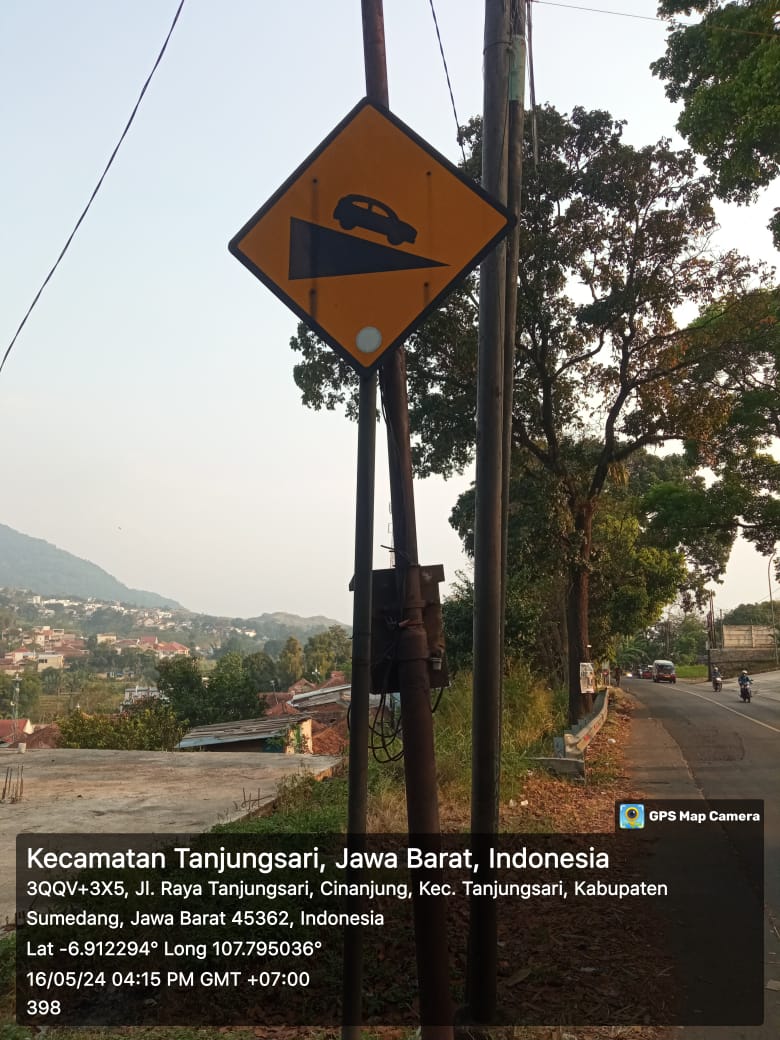 GPS Map Camera
Kecamatan Tanjungsari, Jawa Barat, Indonesia
3QQV+3X5, Jl. Raya Tanjungsari, Cinanjung, Kec. Tanjungsari, Kabupaten
Sumedang, Jawa Barat 45362, Indonesia
Lat -6.912294° Long 107.795036°
16/05/24 04:15 PM GMT +07:00
398